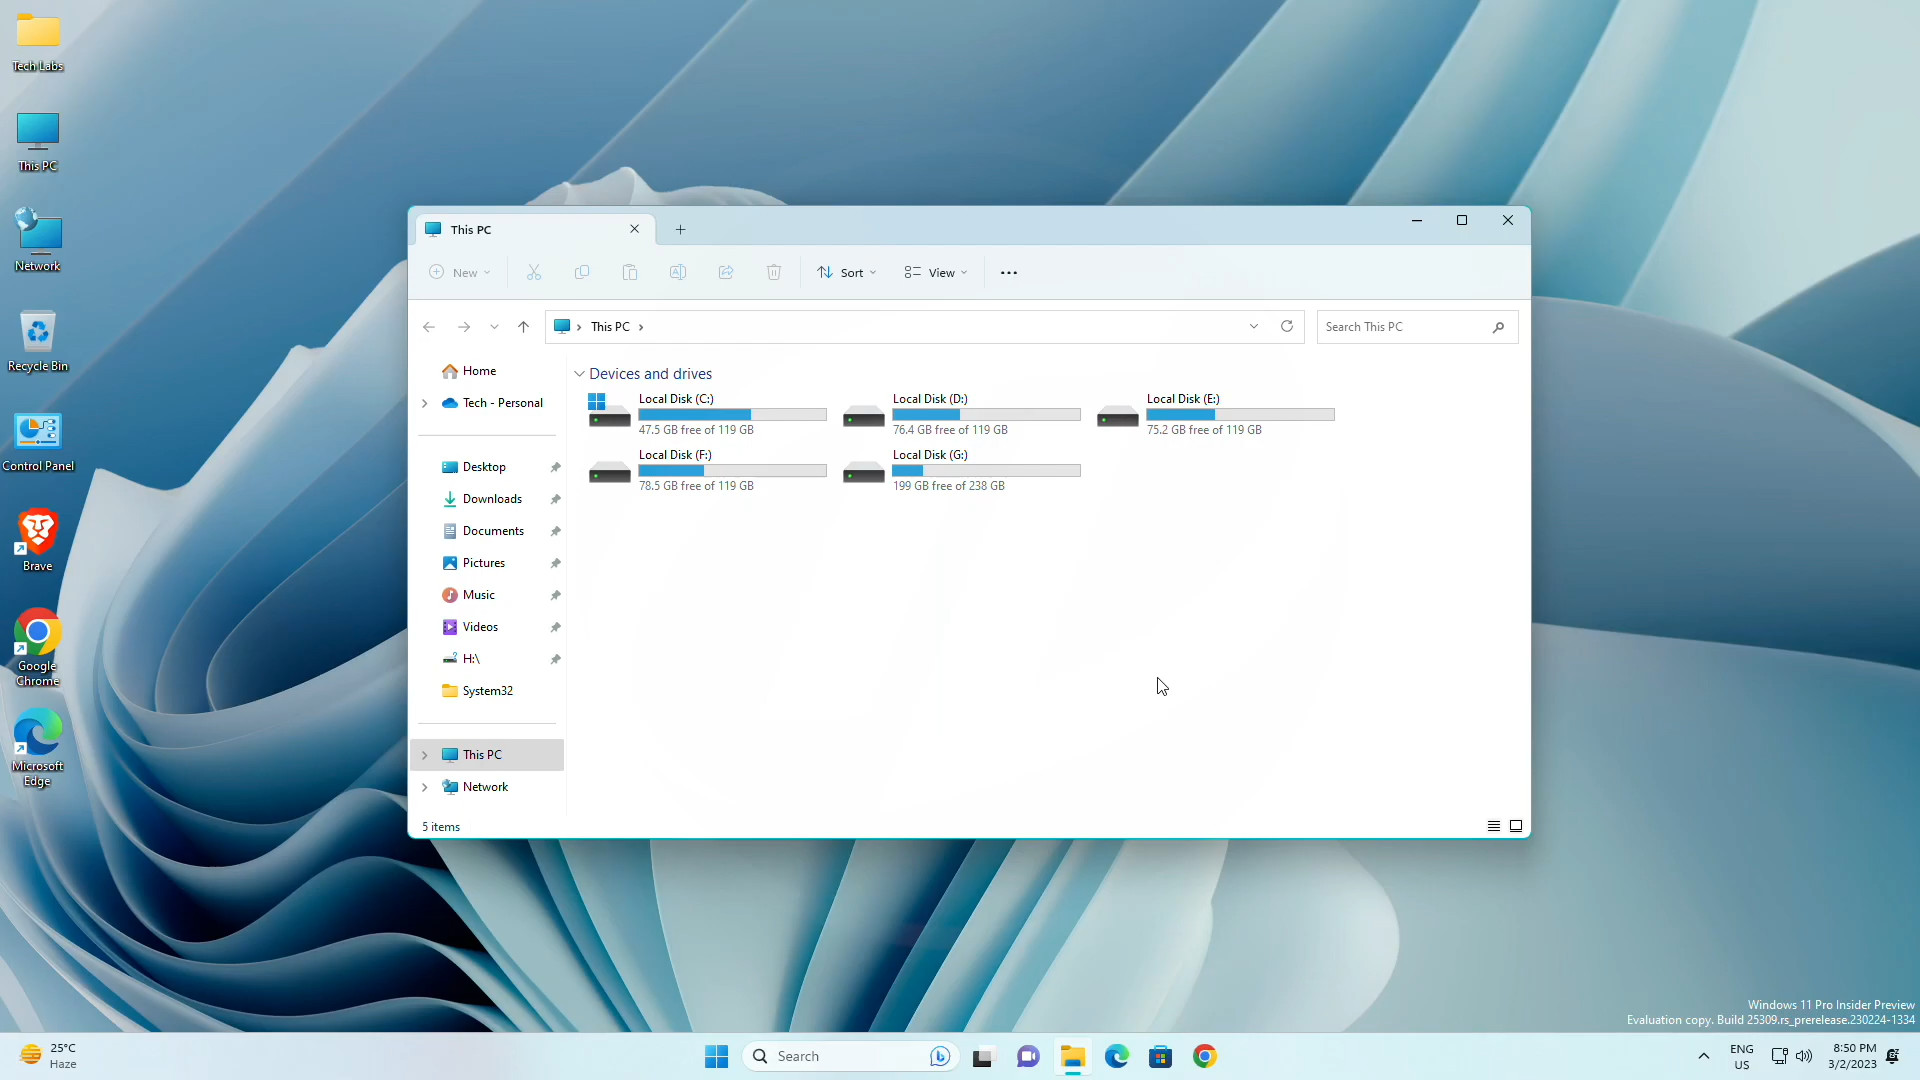 Tech Labs
This PC
Network
Recycle Bin
Control Panel
Brave
Google
Chrome
Microsoft
Edge
This PC
New
Sort
View
This PC
Search This PC
Home
Tech - Personal
Desktop
Downloads
Documents
Pictures
Music
Videos
H:\
System32
This PC
Network
Devices and drives
Local Disk (C:)
47.5 GB free of 119 GB
Local Disk (D:)
76.4 GB free of 119 GB
Local Disk (E:)
75.2 GB free of 119 GB
Local Disk (F:)
78.5 GB free of 119 GB
Local Disk (G:)
199 GB free of 238 GB
5 items
Windows 11 Pro Insider Preview
Evaluation copy. Build 25309.rs_prerelease.230224-1334
25°C
Haze
Search
ENG
US
8:50 PM
3/2/2023